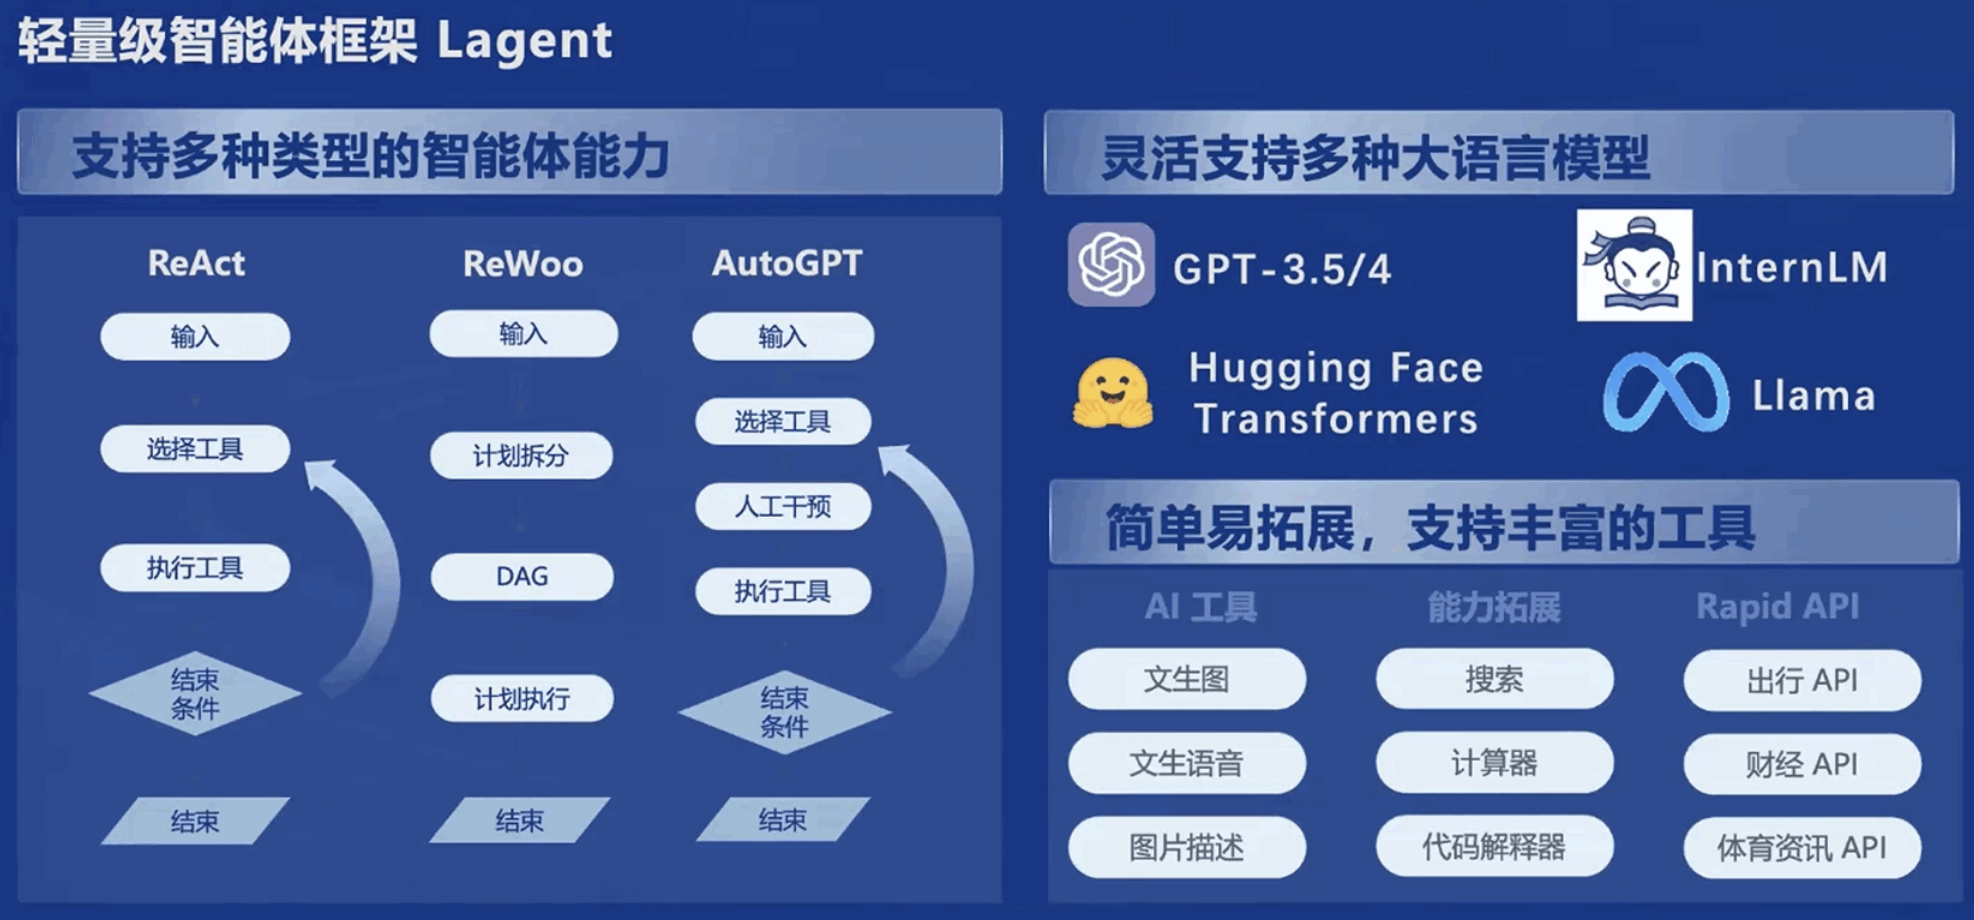 轻量级智能体框架 Lagent
支持多种类型的智能体能力
ReAct
输入
选择工具
执行工具
结束
条件
结束
ReWoo
输入
计划拆分
DAG
计划执行
结束
AutoGPT
输入
选择工具
人工干预
执行工具
结束
条件
结束
灵活支持多种大语言模型
GPT-3.5/4
InternLM
Hugging Face
Transformers
Llama
简单易拓展，支持丰富的工具
AI 工具
文生图
文生语音
图片描述
能力拓展
搜索
计算器
代码解释器
Rapid API
出行 API
财经 API
体育资讯 API